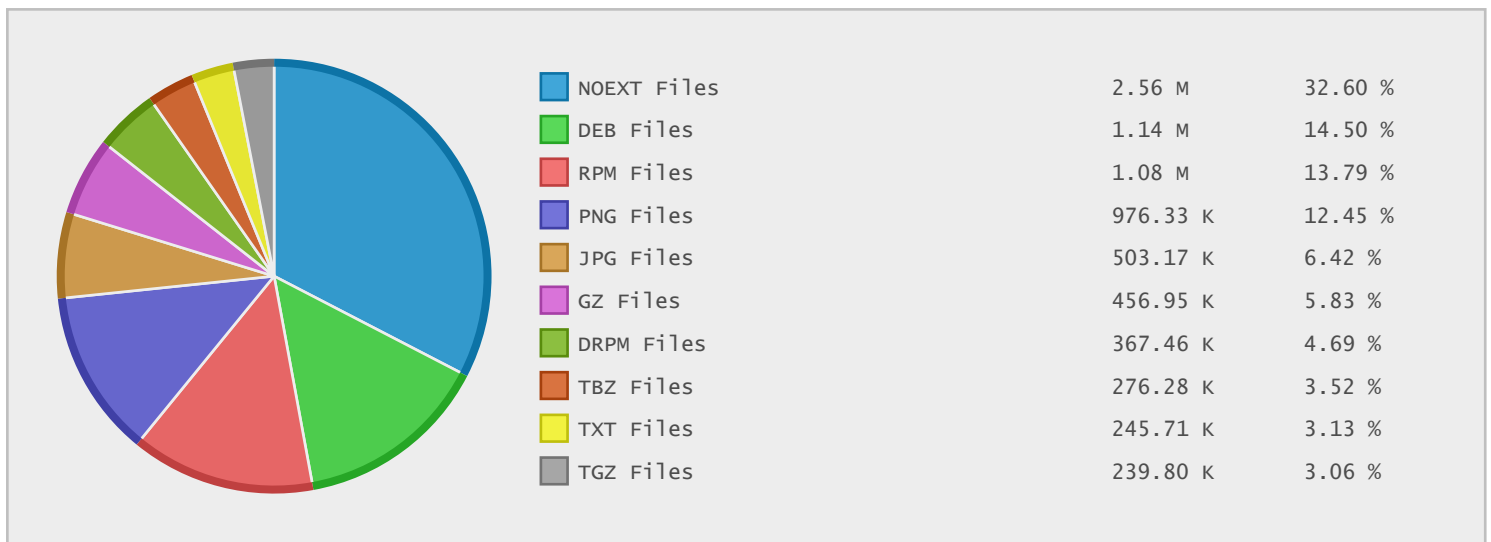 NOEXT Files 2.56 M 32.60 %
DEB Files 1.14 M 14.50 %
RPM Files 1.08 M 13.79 %
PNG Files 976.33 K 12.45 %
JPG Files 503.17 K 6.42 %
GZ Files 456.95 K 5.83 %
DRPM Files 367.46 K 4.69 %
TBZ Files 276.28 K 3.52 %
TXT Files 245.71 K 3.13 %
TGZ Files 239.80 K 3.06 %